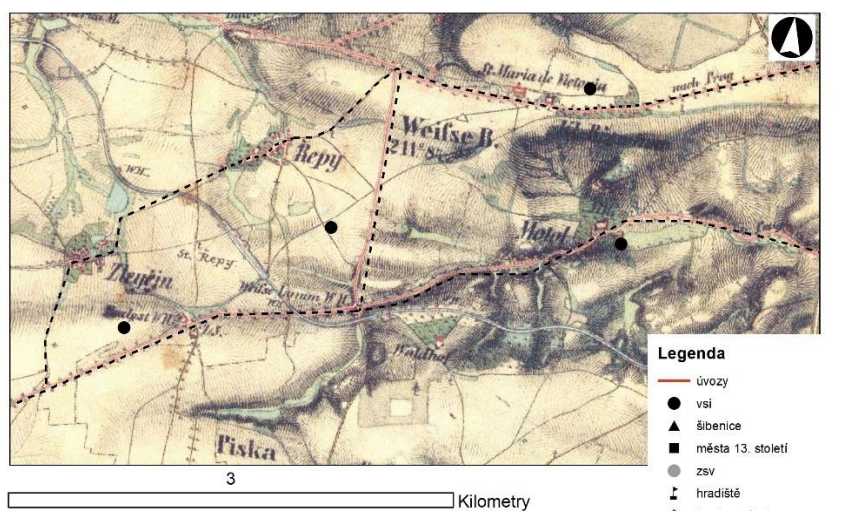 St. Maria de Victoria
nach Prag
Weisse B.
Řepy
W.H.
Motol
St. Řepy
Weisse Lamm W.H.
Waldhof
Piska
Legenda
úvozy
vsi
šibenice
města 13. století
zsv
hradiště
3
Kilometry